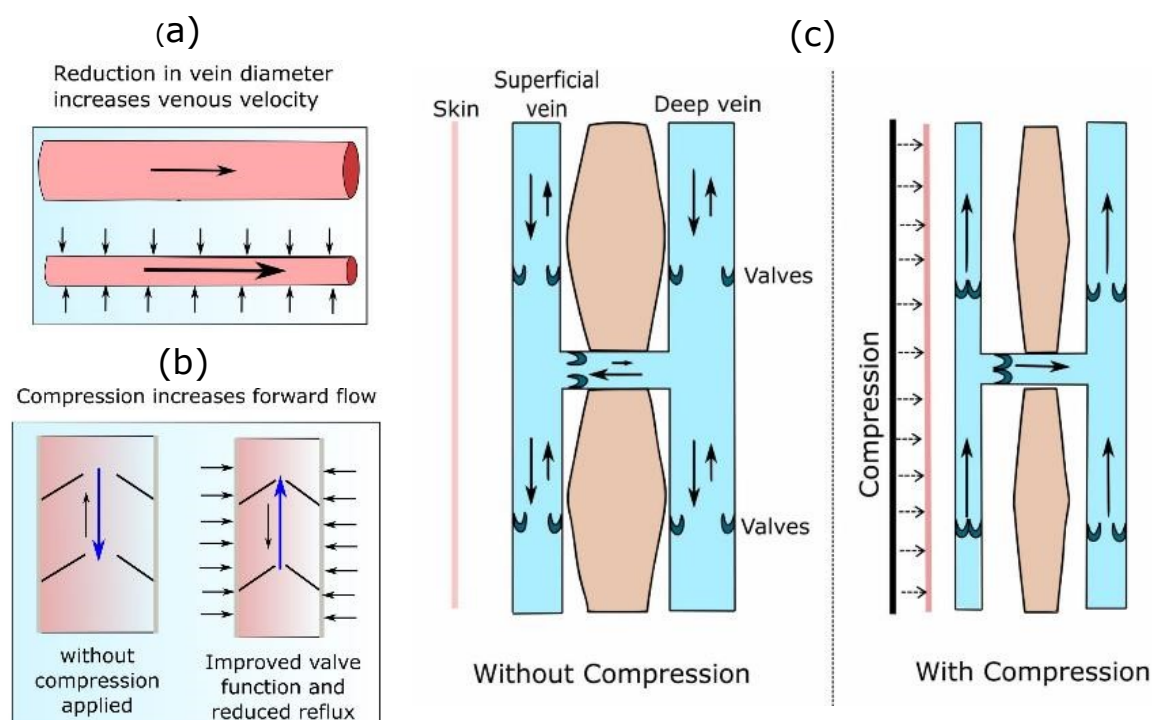 (a)
Reduction in vein diameter
increases venous velocity
(b)
Compression increases forward flow
without
compression
applied
Improved valve
function and
reduced reflux
(c)
Skin
Superficial
vein
Deep vein
Valves
Valves
Without Compression
Compression
With Compression